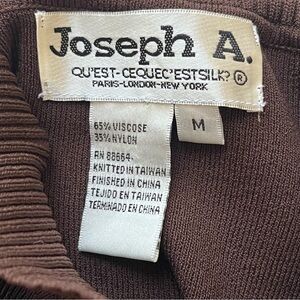 Joseph A.
QU'EST-CEQUEC'ESTSILK? ®
PARIS-LONDON-NEW YORK
M
65% VISCOSE
35% NYLON
RN 88664
KNITTED IN TAIWAN
FINISHED IN CHINA
TEJIDO EN TAIWAN
TERMINADO EN CHINA